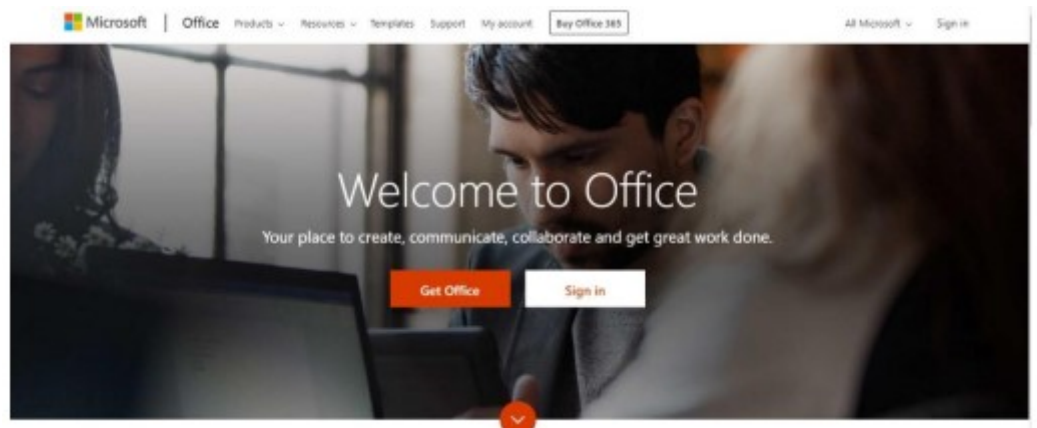 Microsoft | Office Products Resources Templates Support My account Buy Office 365 All Microsoft Sign in
Welcome to Office
Your place to create, communicate, collaborate and get great work done.
Get Office Sign in